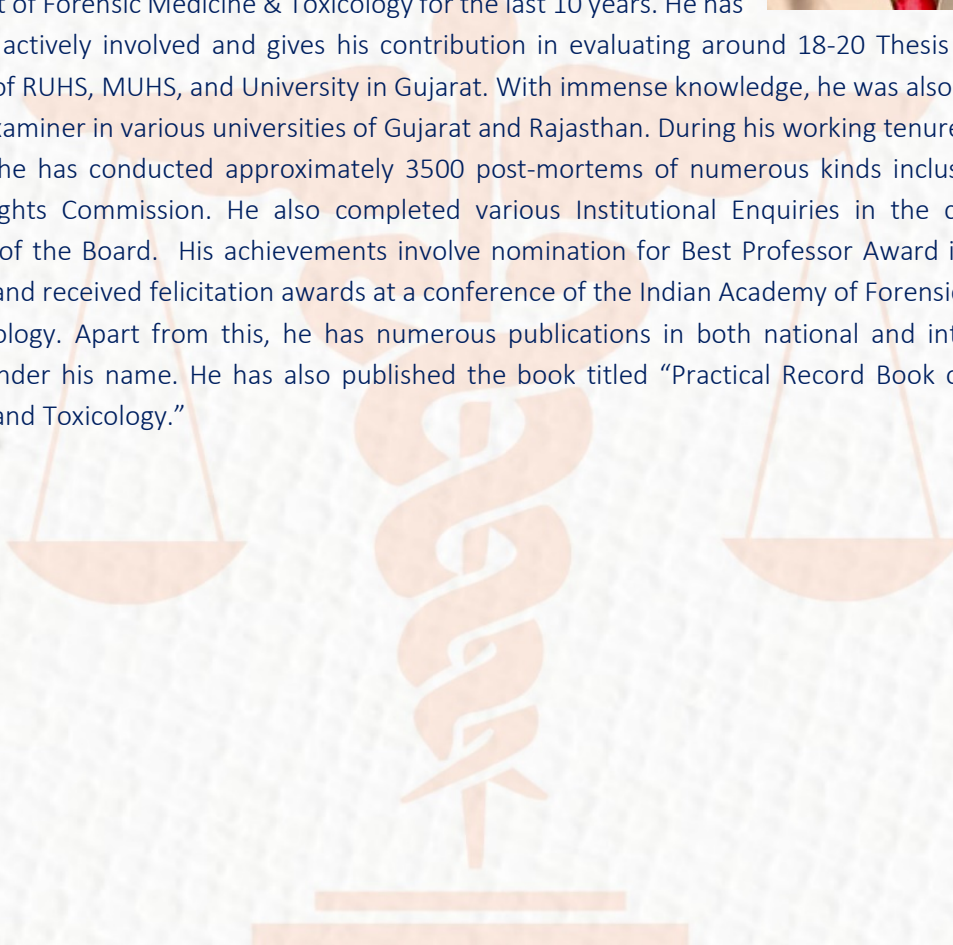 t of Forensic Medicine & Toxicology for the last 10 years. He has
actively involved and gives his contribution in evaluating around 18-20 Thesis
of RUHS, MUHS, and University in Gujarat. With immense knowledge, he was also
xaminer in various universities of Gujarat and Rajasthan. During his working tenure
he has conducted approximately 3500 post-mortems of numerous kinds inclus
ghts Commission. He also completed various Institutional Enquiries in the
of the Board. His achievements involve nomination for Best Professor Award i
and received felicitation awards at a conference of the Indian Academy of Forensi
ology. Apart from this, he has numerous publications in both national and int
nder his name. He has also published the book titled “Practical Record Book
and Toxicology.”